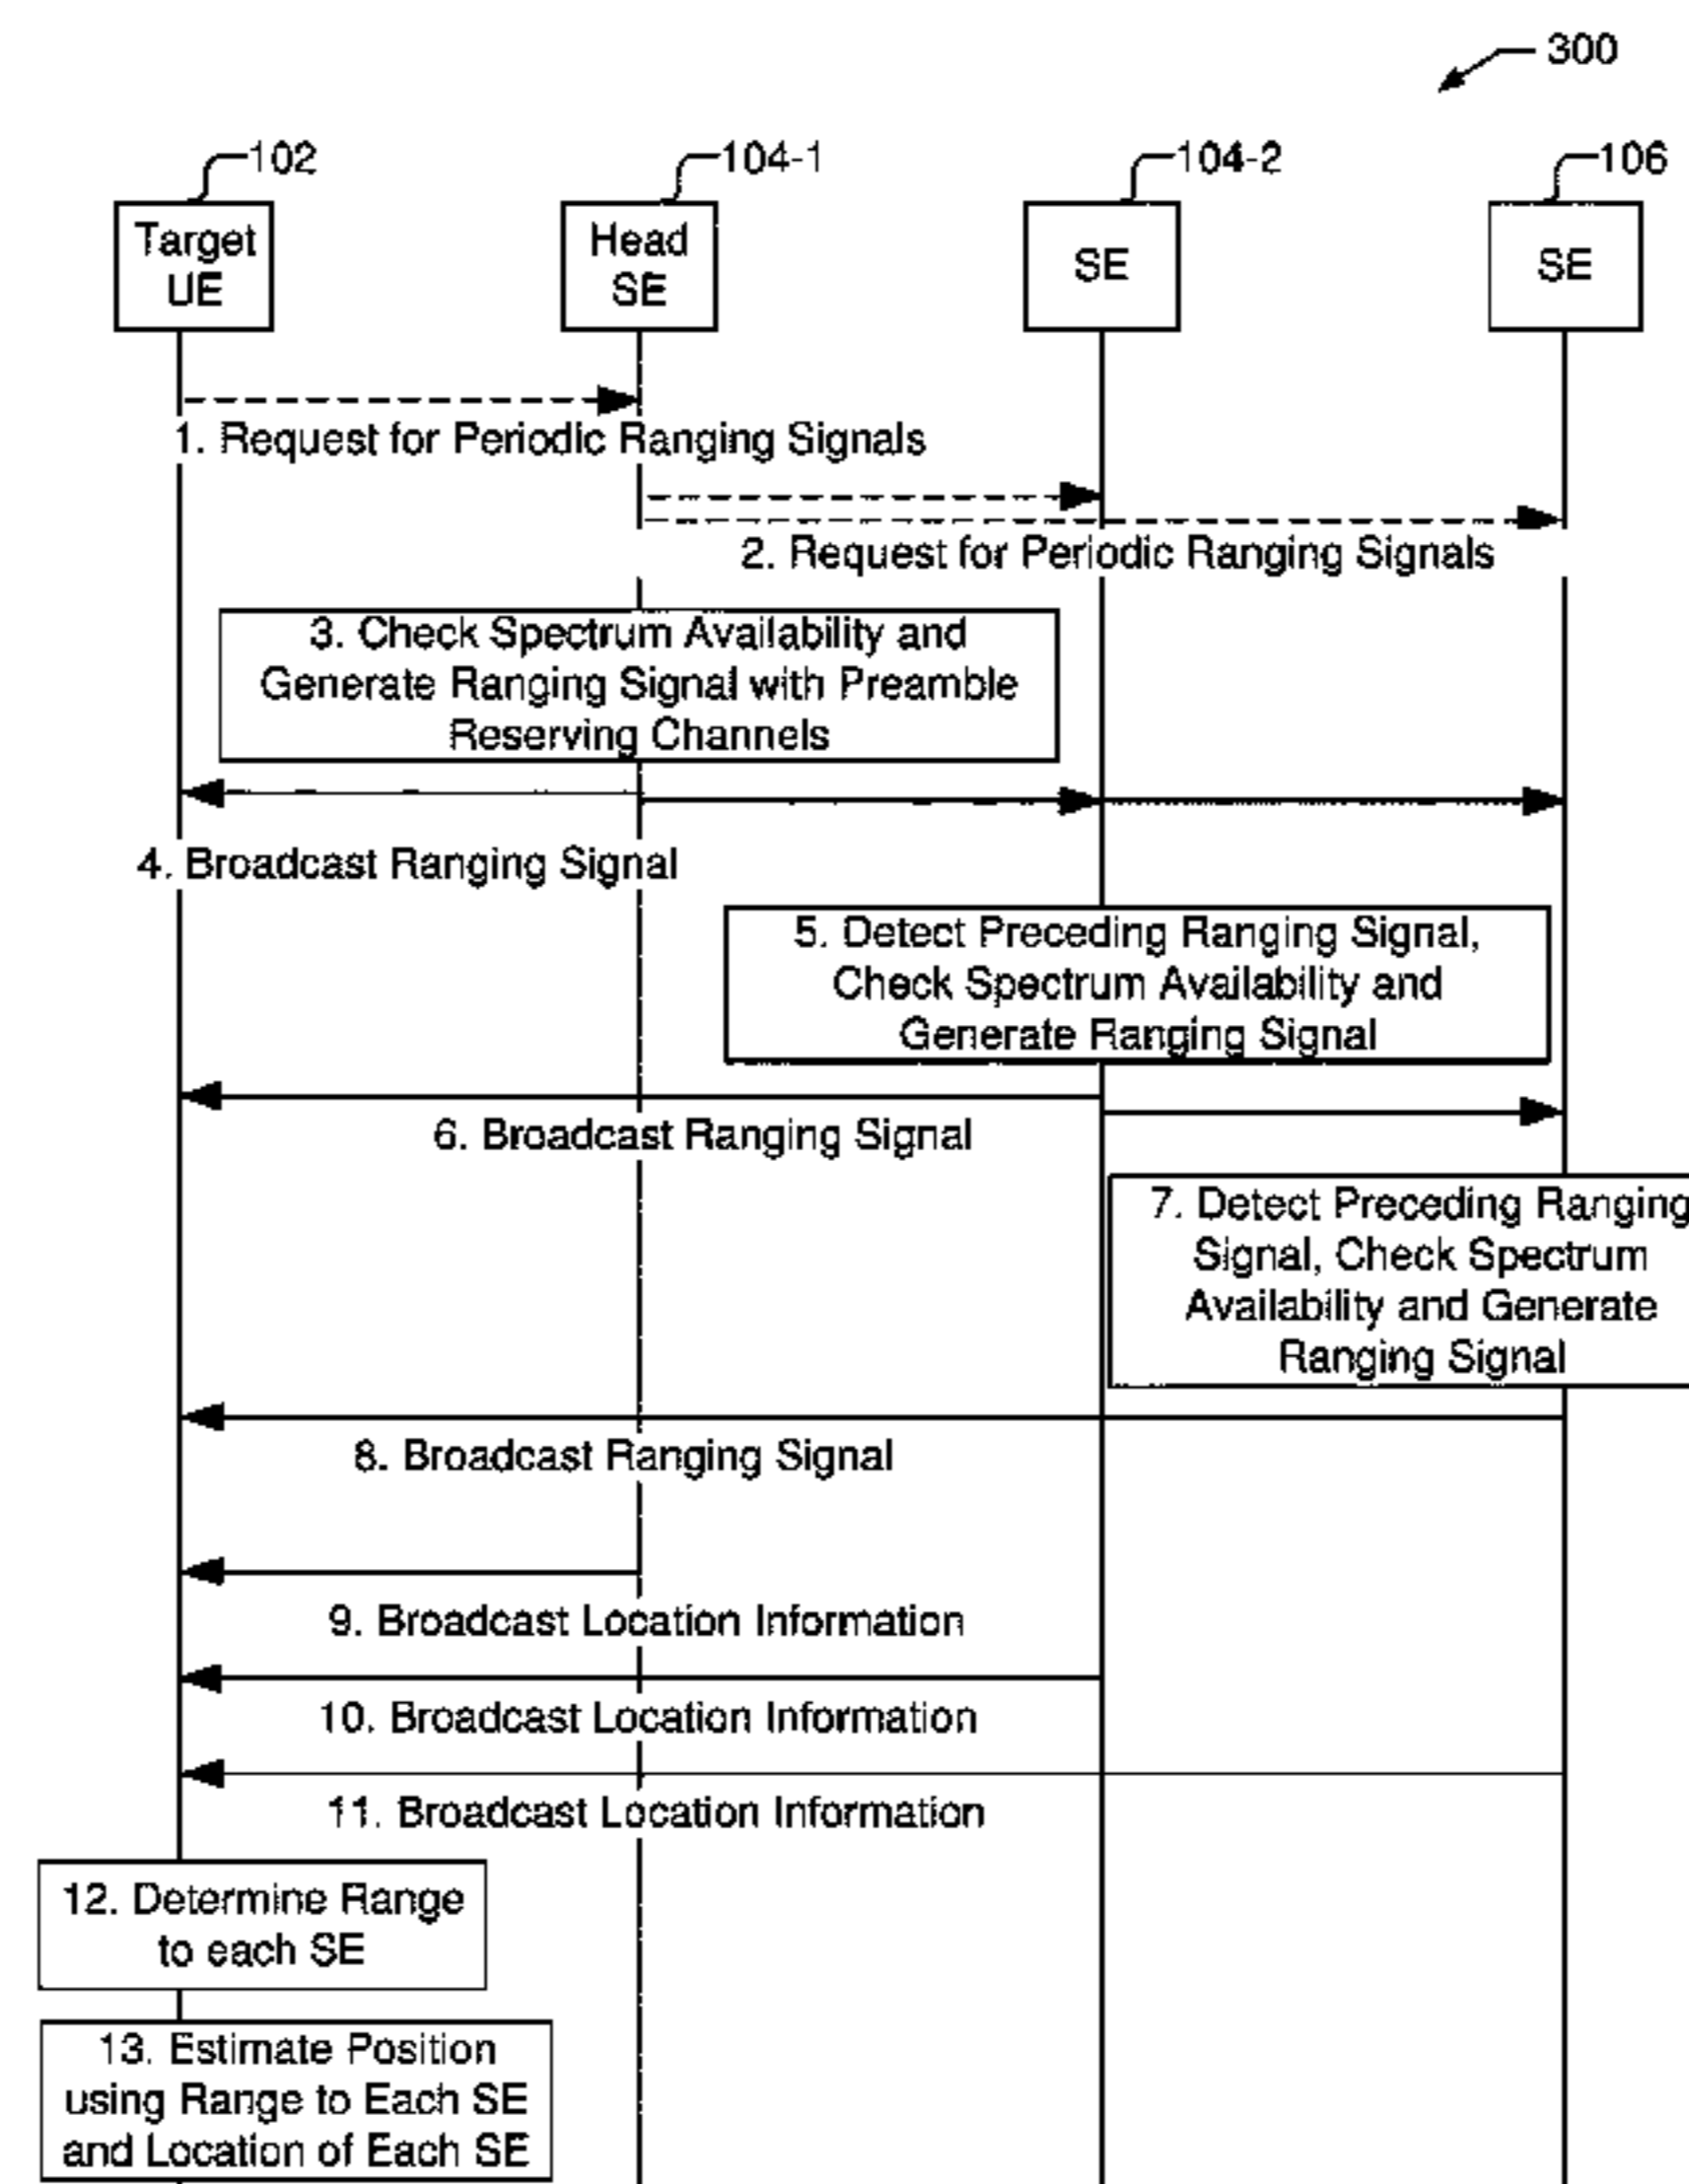 300
102
104-1
104-2
106
Target
UE
Head
SE
SE
SE
1. Request for Periodic Ranging Signals
2. Request for Periodic Ranging Signals
3. Check Spectrum Availability and
Generate Ranging Signal with Preamble
Reserving Channels
4. Broadcast Ranging Signal
5. Detect Preceding Ranging Signal,
Check Spectrum Availability and
Generate Ranging Signal
6. Broadcast Ranging Signal
7. Detect Preceding Ranging
Signal, Check Spectrum
Availability and Generate
Ranging Signal
8. Broadcast Ranging Signal
9. Broadcast Location Information
10. Broadcast Location Information
11. Broadcast Location Information
12. Determine Range
to each SE
13. Estimate Position
using Range to Each SE
and Location of Each SE